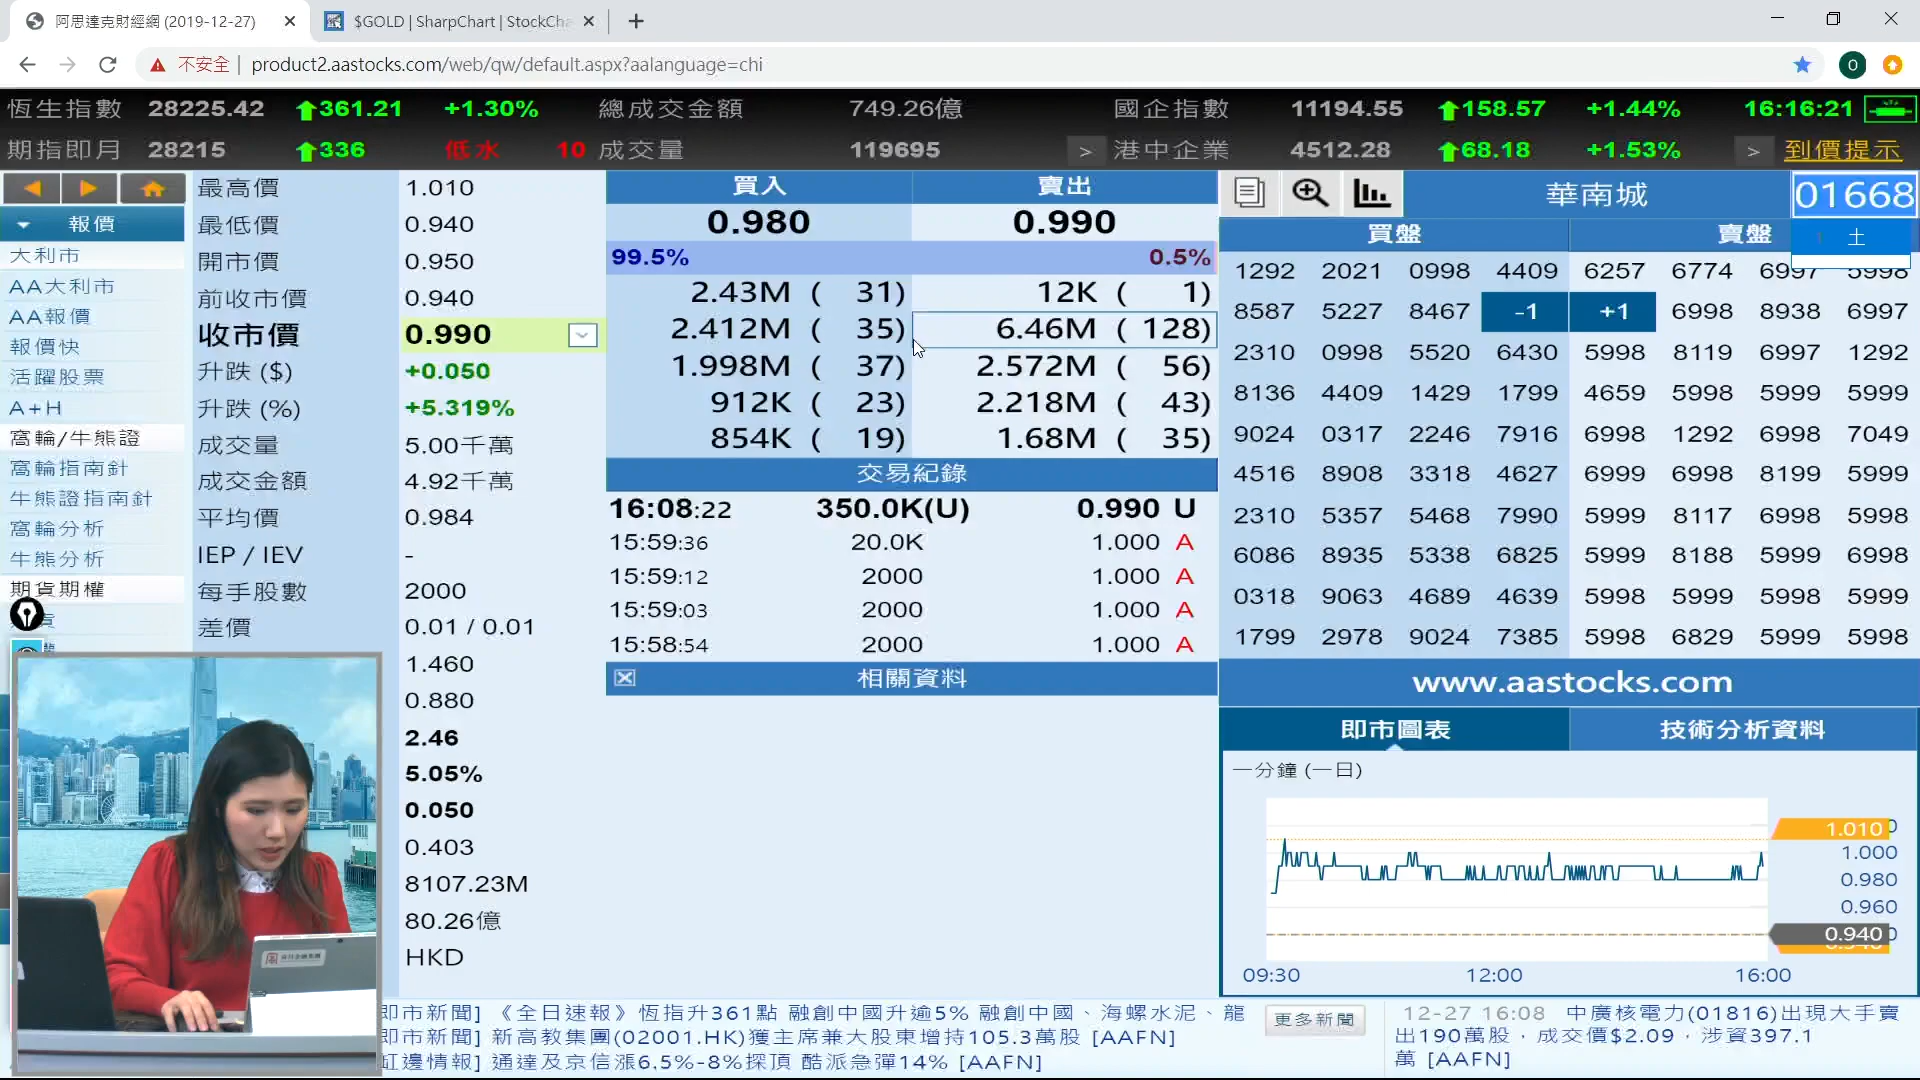 阿思達克財經網 (2019-12-27)
$GOLD | SharpChart | StockCha
不安全 | product2.aastocks.com/web/qw/default.aspx?aalanguage=chi
O
恆生指數 28225.42 361.21 +1.30% 總成交金額 749.26億 國企指數 11194.55 158.57 +1.44% 16:16:21
期指即月 28215 336 低水 10 成交量 119695 > 港中企業 4512.28 68.18 +1.53% > 到價提示
報價
大利市
AA大利市
AA報價
報價快
活躍股票
A+H
窩輪/牛熊證
窩輪指南針
牛熊證指南針
窩輪分析
牛熊分析
期貨期權
最高價 1.010
最低價 0.940
開市價 0.950
前收市價 0.940
收市價 0.990
升跌 ($) +0.050
升跌 (%) +5.319%
成交量 5.00千萬
成交金額 4.92千萬
平均價 0.984
IEP / IEV -
每手股數 2000
差價 0.01 / 0.01
1.460
0.880
2.46
5.05%
0.050
0.403
8107.23M
80.26億
HKD
買入 賣出
0.980 0.990
99.5% 0.5%
2.43M ( 31) 12K ( 1)
2.412M ( 35) 6.46M ( 128)
1.998M ( 37) 2.572M ( 56)
912K ( 23) 2.218M ( 43)
854K ( 19) 1.68M ( 35)
交易紀錄
16:08:22 350.0K(U) 0.990 U
15:59:36 20.0K 1.000 A
15:59:12 2000 1.000 A
15:59:03 2000 1.000 A
15:58:54 2000 1.000 A
相關資料
華南城 01668
買盤 賣盤 土
1292 2021 0998 4409 6257 6774 6997 5998
8587 5227 8467 -1 +1 6998 8938 6997
2310 0998 5520 6430 5998 8119 6997 1292
8136 4409 1429 1799 4659 5998 5999 5999
9024 0317 2246 7916 6998 1292 6998 7049
4516 8908 3318 4627 6999 6998 8199 5999
2310 5357 5468 7990 5999 8117 6998 5998
6086 8935 5338 6825 5999 8188 5999 6998
0318 9063 4689 4639 5998 5999 5998 5999
1799 2978 9024 7385 5998 6829 5999 5998
www.aastocks.com
即市圖表 技術分析資料
一分鐘 (一日)
1.010
1.000
0.980
0.960
0.940
09:30 12:00 16:00
即市新聞] 《全日速報》恆指升361點 融創中國升逾5% 融創中國、海螺水泥、龍
即市新聞] 新高教集團(02001.HK)獲主席兼大股東增持105.3萬股 [AAFN]
紅邊情報] 通達及京信漲6.5%-8%探頂 酷派急彈14% [AAFN]
更多新聞
12-27 16:08 中廣核電力(01816)出現大手賣
出190萬股，成交價$2.09，涉資397.1
萬 [AAFN]